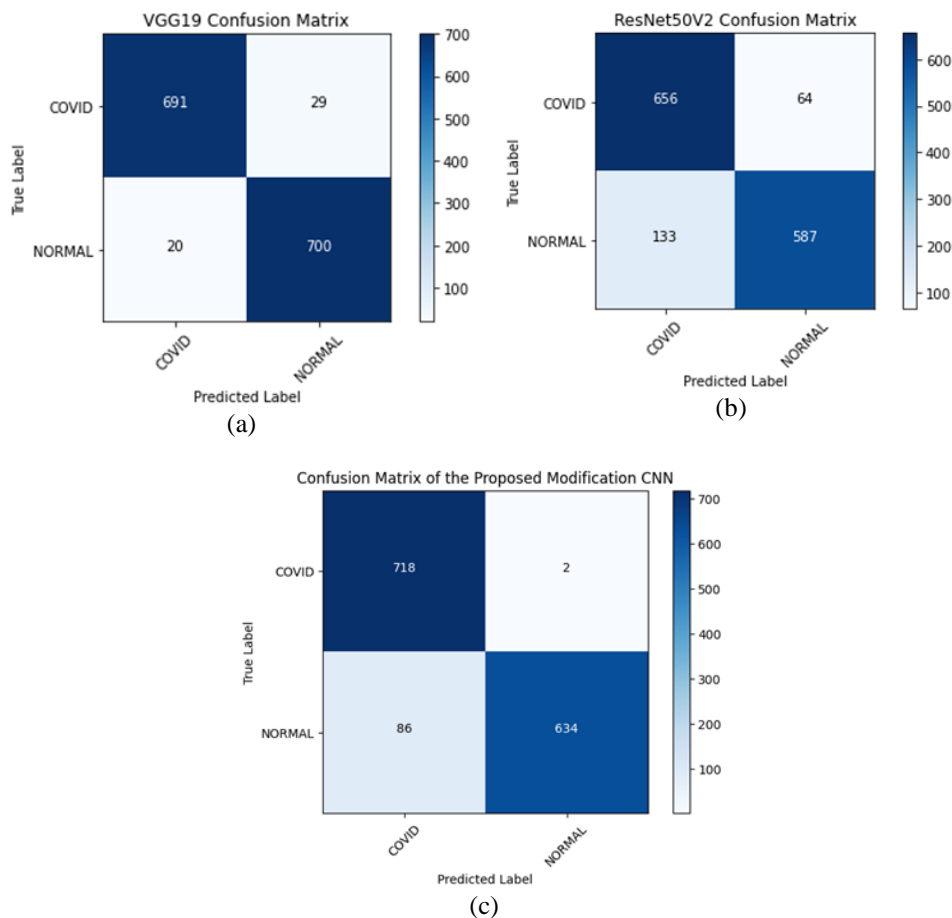 VGG19 Confusion Matrix
COVID
NORMAL
True Label
691
29
20
700
COVID
NORMAL
Predicted Label
700
600
500
400
300
200
100
(a)
ResNet50V2 Confusion Matrix
COVID
NORMAL
True Label
656
64
133
587
COVID
NORMAL
Predicted Label
600
500
400
300
200
100
(b)
Confusion Matrix of the Proposed Modification CNN
COVID
NORMAL
True Label
718
2
86
634
COVID
NORMAL
Predicted Label
700
600
500
400
300
200
100
(c)